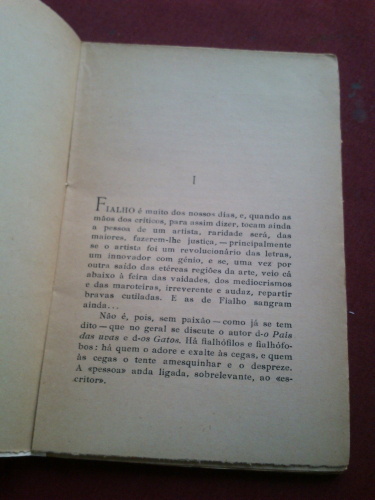 I
FIALHO é muito dos nossos dias, e, quando as
mãos dos críticos, para assim dizer, tocam ainda
a pessoa de um artista, raridade será, das
maiores, fazerem-lhe justiça, — principalmente
se o artista foi um revolucionário das letras,
um innovador com génio, e se, uma vez por
outra saído das etéreas regiões da arte, veio cá
abaixo à feira das vaidades, dos mediocrismos
e das maroteiras, irreverente e audaz, repartir
bravas cutiladas. E as de Fialho sangram
ainda...
Não é, pois, sem paixão — como já se tem
dito — que no geral se discute o autor d-o País
das uvas e d-os Gatos. Há fialhófilos e fialhófo-
bos: há quem o adore e exalte às cegas, e quem
às cegas o tente amesquinhar e o despreze.
A «pessoa» anda ligada, sobrelevante, ao «es-
critor».